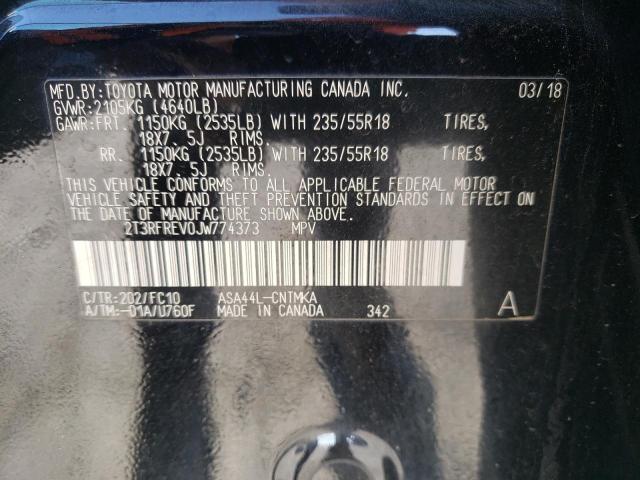 MFD.BY:TOYOTA MOTOR MANUFACTURING CANADA INC. 03/18
GVWR:2105KG (4640LB)
GAWR:FRT. 1150KG (2535LB) WITH 235/55R18 TIRES,
18X7. 5J RIMS.
RR. 1150KG (2535LB) WITH 235/55R18 TIRES,
18X7. 5J RIMS.
THIS VEHICLE CONFORMS TO ALL APPLICABLE FEDERAL MOTOR
VEHICLE SAFETY AND THEFT PREVENTION STANDARDS IN EFFECT ON
THE DATE OF MANUFACTURE SHOWN ABOVE.
2T3RFREV0JW774373 MPV
C/TR:202/FC10 ASA44L-CNTMKA
A/TM:-01A/U760F MADE IN CANADA 342 A